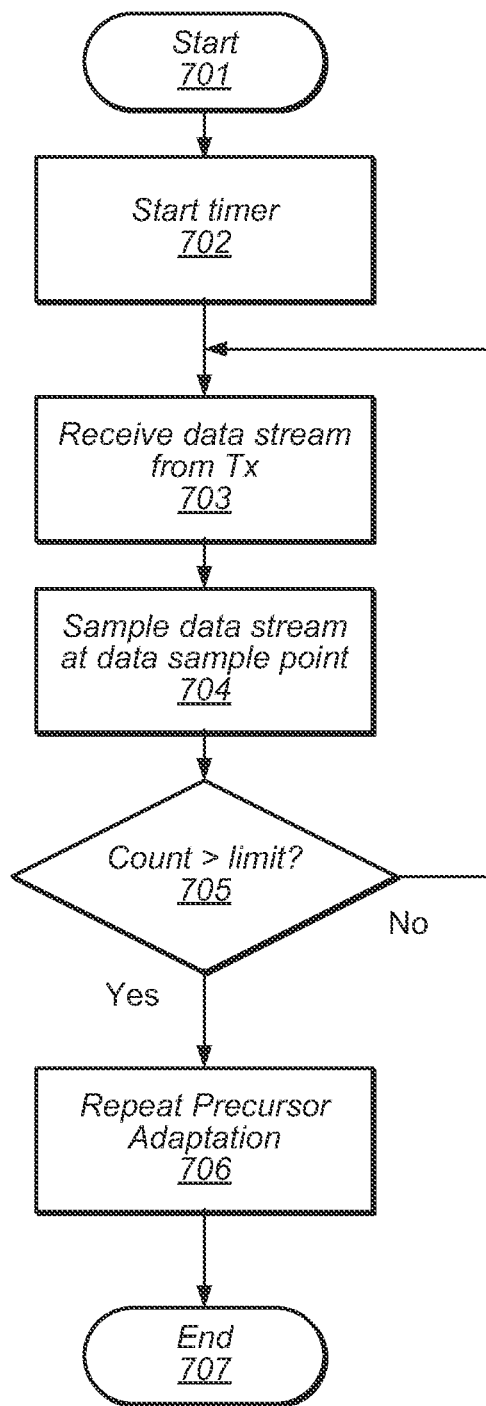 Start
701
Start timer
702
Receive data stream
from Tx
703
Sample data stream
at data sample point
704
Count > limit?
705
No
Yes
Repeat Precursor
Adaptation
706
End
707